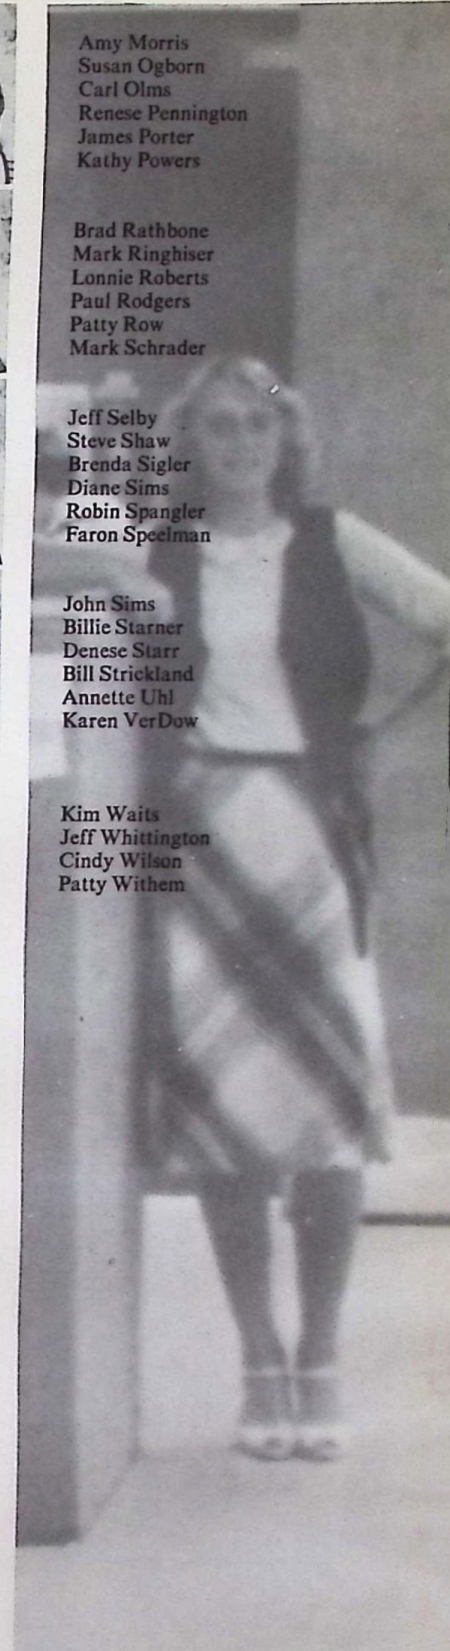 Amy Morris
Susan Ogborn
Carl Olms
Renese Pennington
James Porter
Kathy Powers
Brad Rathbone
Mark Ringhiser
Lonnie Roberts
Paul Rodgers
Patty Row
Mark Schrader
Jeff Selby
Steve Shaw
Brenda Sigler
Diane Sims
Robin Spangler
Faron Speelman
John Sims
Billie Starner
Denese Starr
Bill Strickland
Annette Uhl
Karen VerDow
Kim Waits
Jeff Whittington
Cindy Wilson
Patty Withem